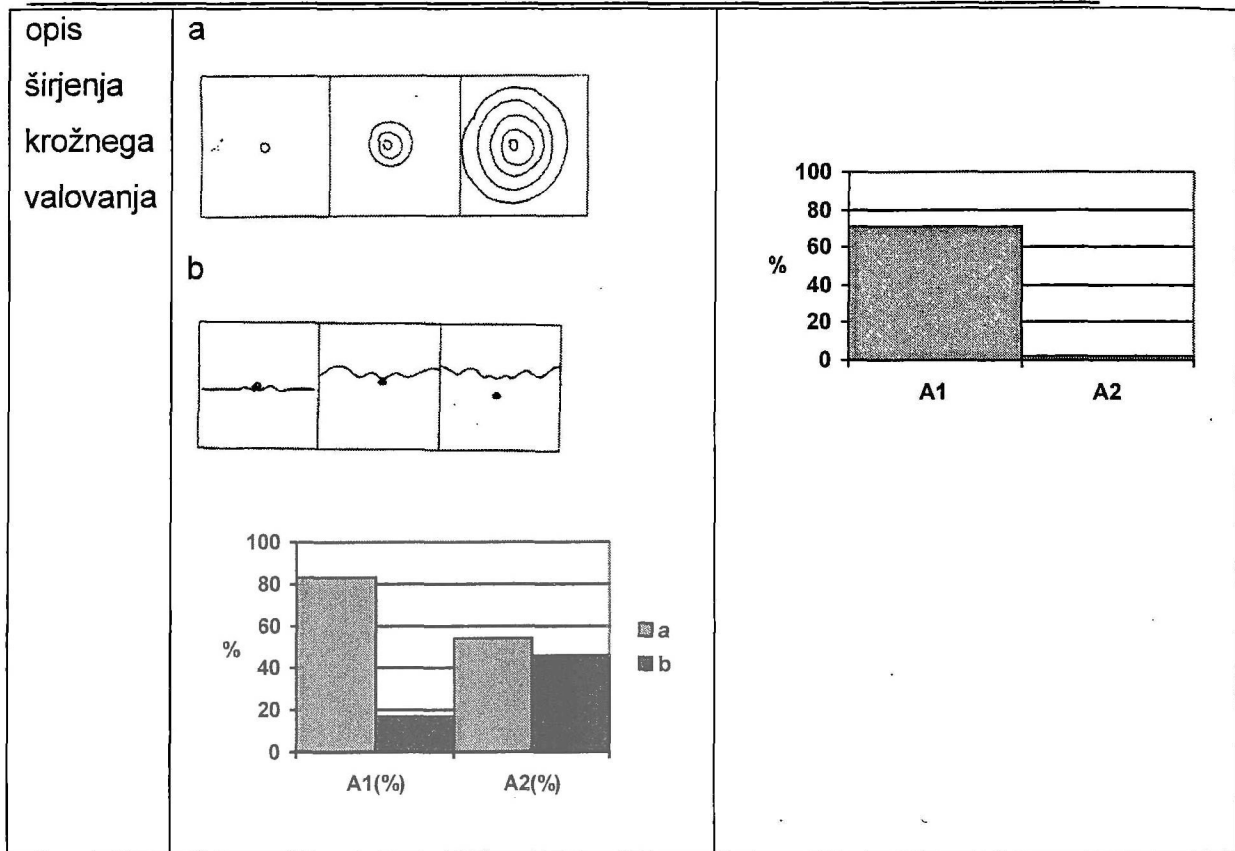 opis
širjenja
krožnega
valovanja
a
b
100
80
60
%
40
20
0
A1(%)
A2(%)
a
b
100
80
60
%
40
20
0
A1
A2